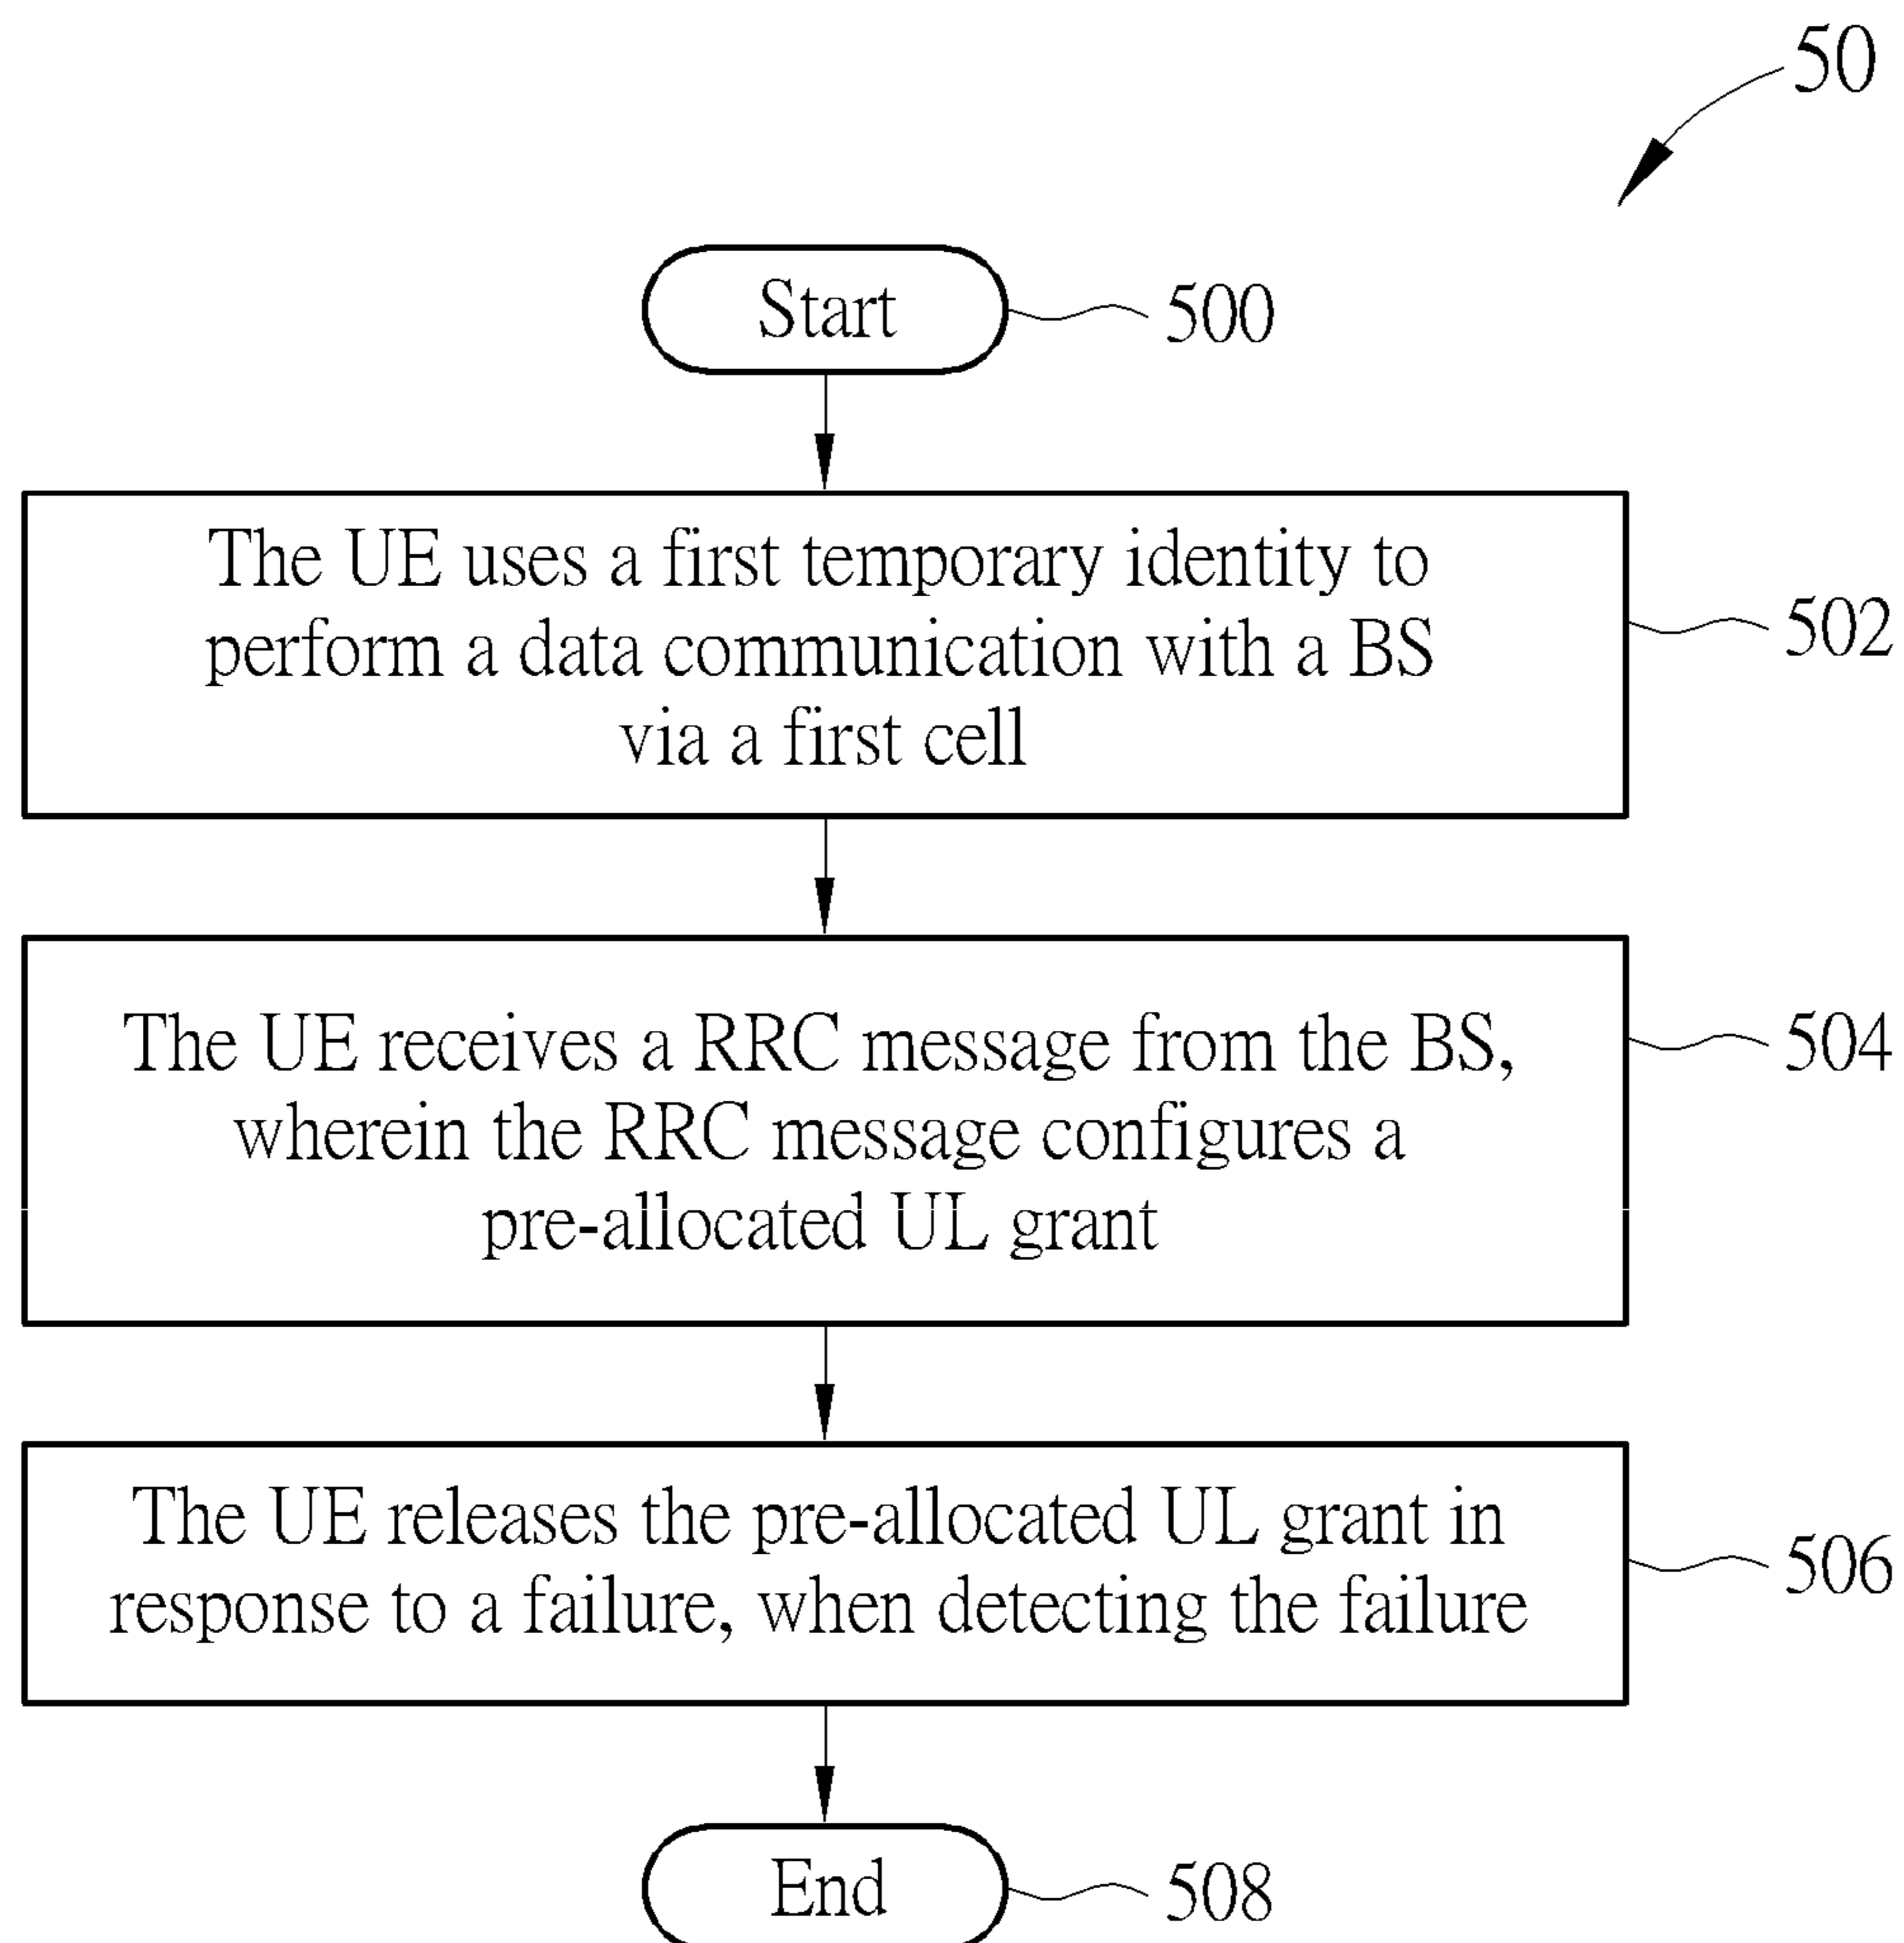 50
Start
500
The UE uses a first temporary identity to
perform a data communication with a BS
via a first cell
502
The UE receives a RRC message from the BS,
wherein the RRC message configures a
pre-allocated UL grant
504
The UE releases the pre-allocated UL grant in
response to a failure, when detecting the failure
506
End
508